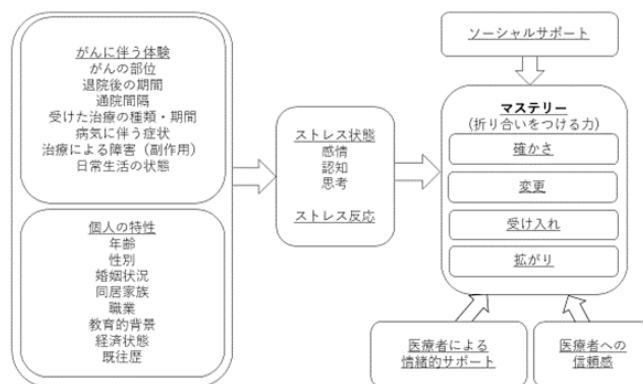 がんに伴う体験
がんの部位
退院後の期間
通院間隔
受けた治療の種類・期間
病気に伴う症状
治療による障害（副作用）
日常生活の状態
個人の特性
年齢
性別
婚姻状況
同居家族
職業
教育的背景
経済状態
既往歴
ストレス状態
感情
認知
思考
ストレス反応
ソーシャルサポート
マステリー
(折り合いをつける力)
確かさ
変更
受け入れ
拡がり
医療者による
情緒的サポート
医療者への
信頼感